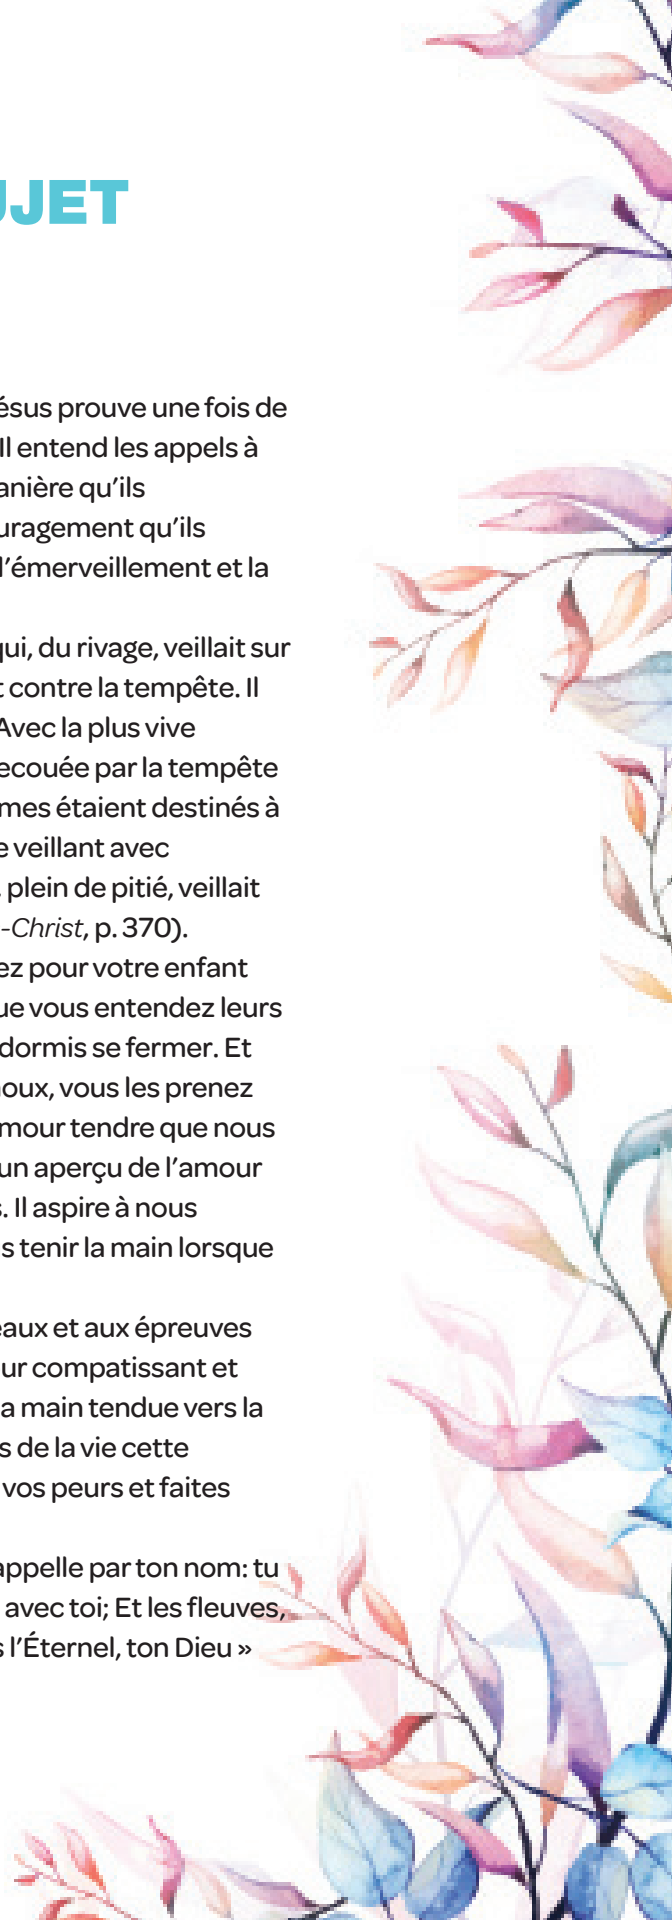 UJET
ésus prouve une fois de
Il entend les appels à
anière qu’ils
uragement qu’ils
l’émerveillement et la
qui, du rivage, veillait sur
t contre la tempête. Il
Avec la plus vive
ecouée par la tempête
mes étaient destinés à
e veillant avec
plein de pitié, veillait
-Christ, p. 370).
ez pour votre enfant
ue vous entendez leurs
dormis se fermer. Et
noux, vous les prenez
mour tendre que nous
un aperçu de l’amour
s. Il aspire à nous
s tenir la main lorsque
eaux et aux épreuves
ur compatissant et
a main tendue vers la
s de la vie cette
vos peurs et faites
appelle par ton nom: tu
avec toi; Et les fleuves,
s l’Éternel, ton Dieu »